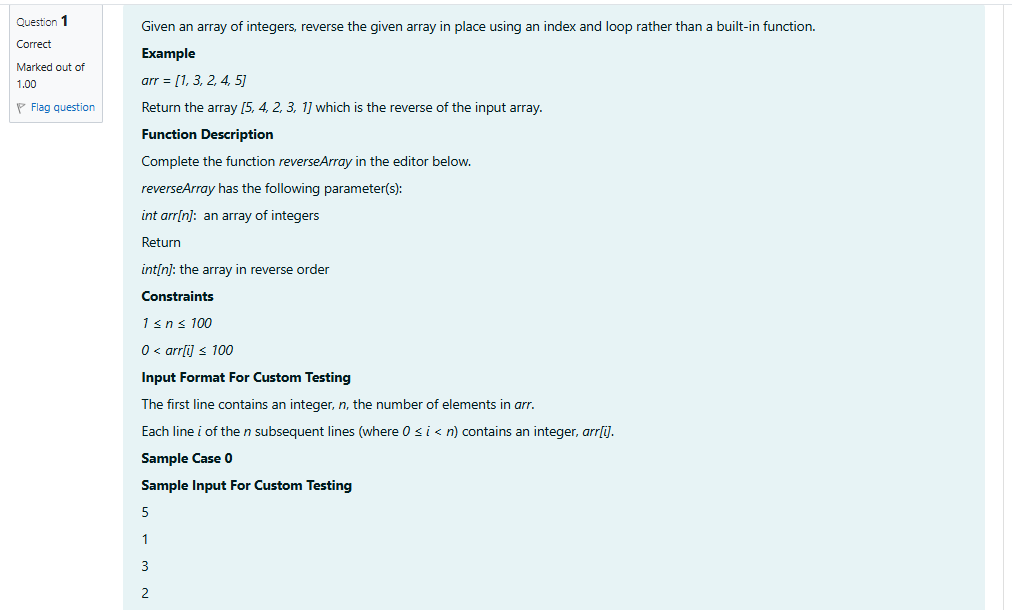 Question 1
Correct
Marked out of
1.00
Flag question
Given an array of integers, reverse the given array in place using an index and loop rather than a built-in function.
Example
arr = [1, 3, 2, 4, 5]
Return the array [5, 4, 2, 3, 1] which is the reverse of the input array.
Function Description
Complete the function reverseArray in the editor below.
reverseArray has the following parameter(s):
int arr[n]: an array of integers
Return
int[n]: the array in reverse order
Constraints
1 ≤ n ≤ 100
0 < arr[i] ≤ 100
Input Format For Custom Testing
The first line contains an integer, n, the number of elements in arr.
Each line i of the n subsequent lines (where 0 ≤ i < n) contains an integer, arr[i].
Sample Case 0
Sample Input For Custom Testing
5
1
3
2